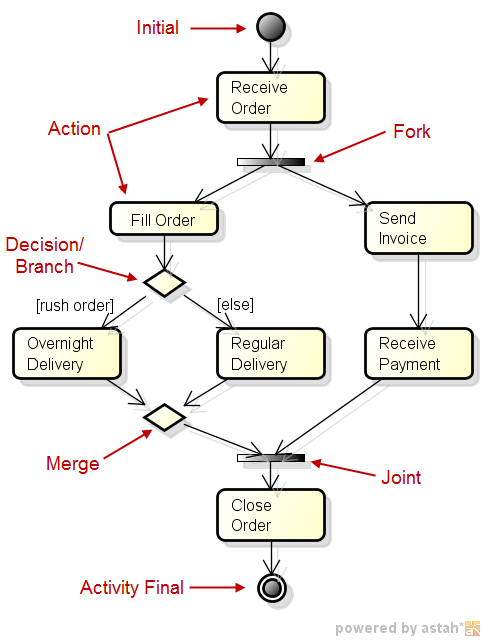 Initial
Receive
Order
Action
Fork
Fill Order
Send
Invoice
Decision/
Branch
[rush order]
[else]
Overnight
Delivery
Regular
Delivery
Receive
Payment
Merge
Joint
Close
Order
Activity Final
powered by astah*